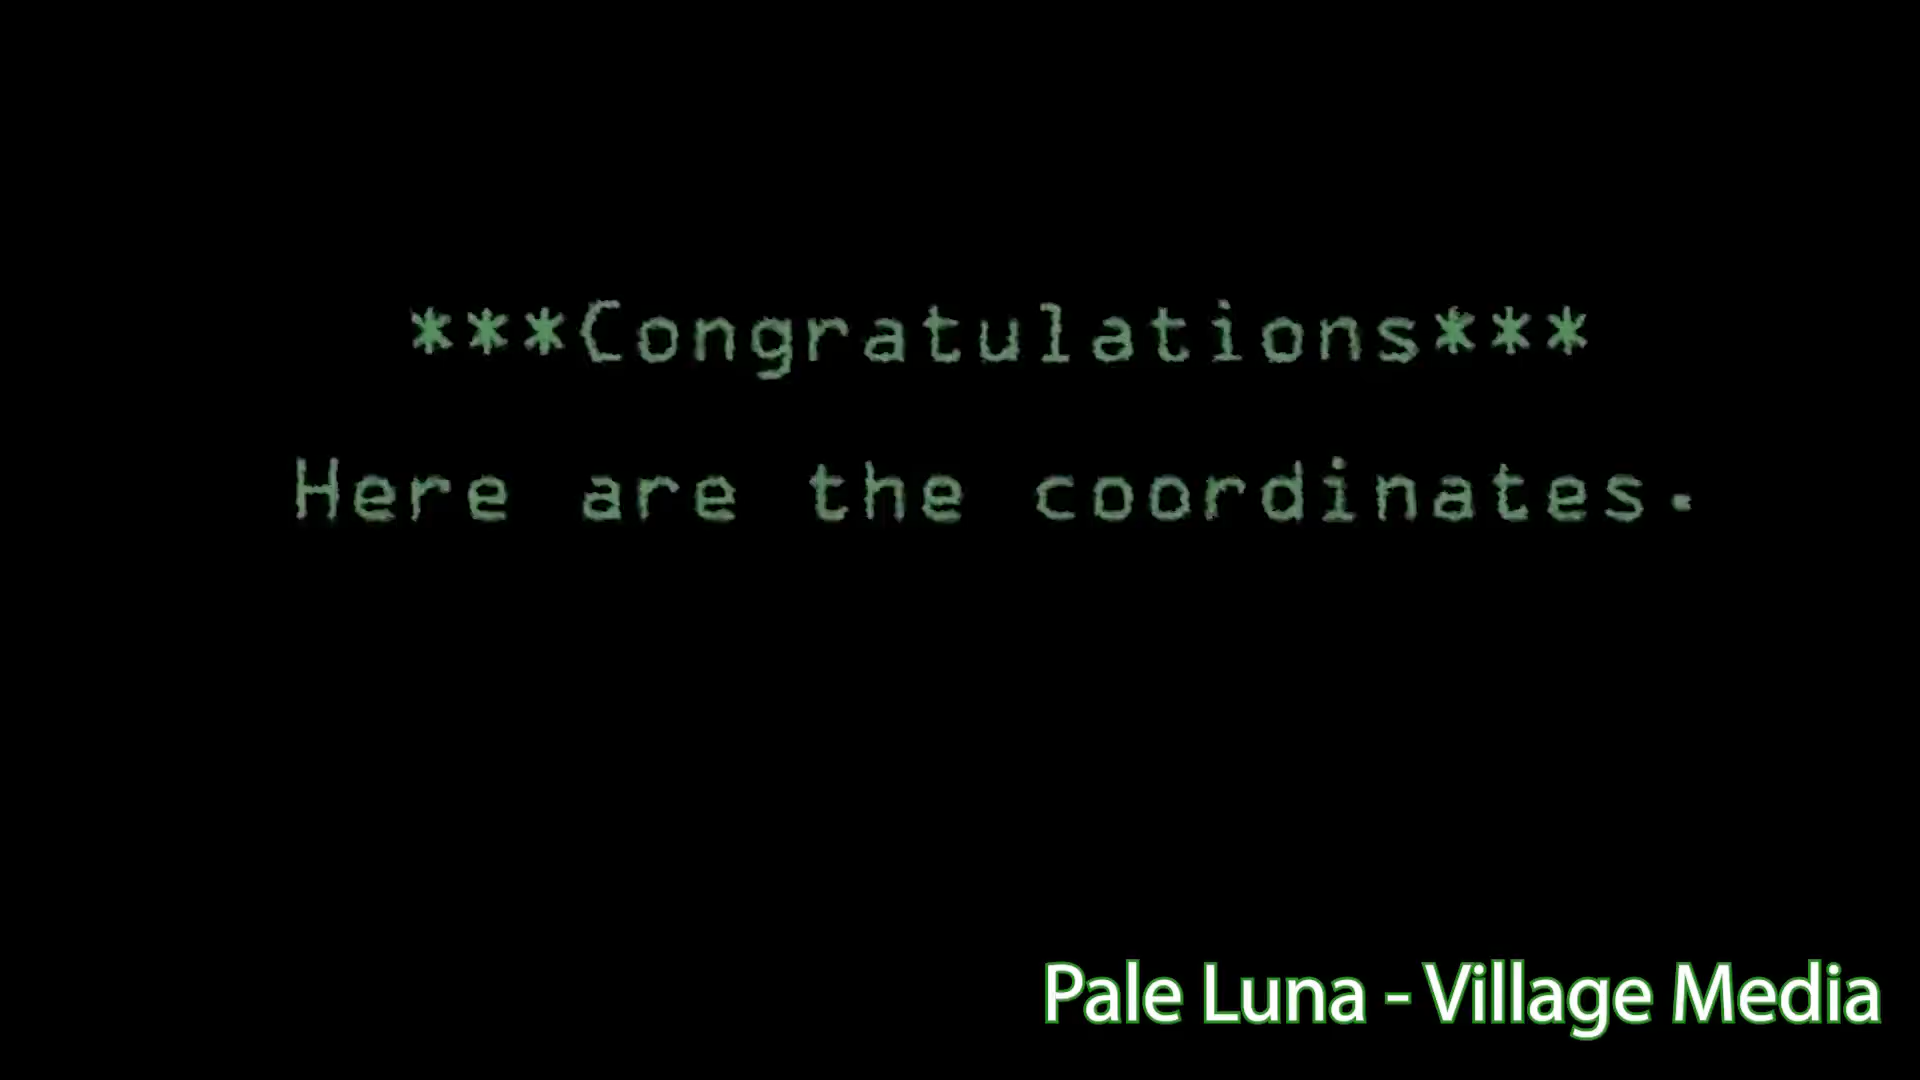 ***Congratulations***
Here are the coordinates.
Pale Luna - Village Media